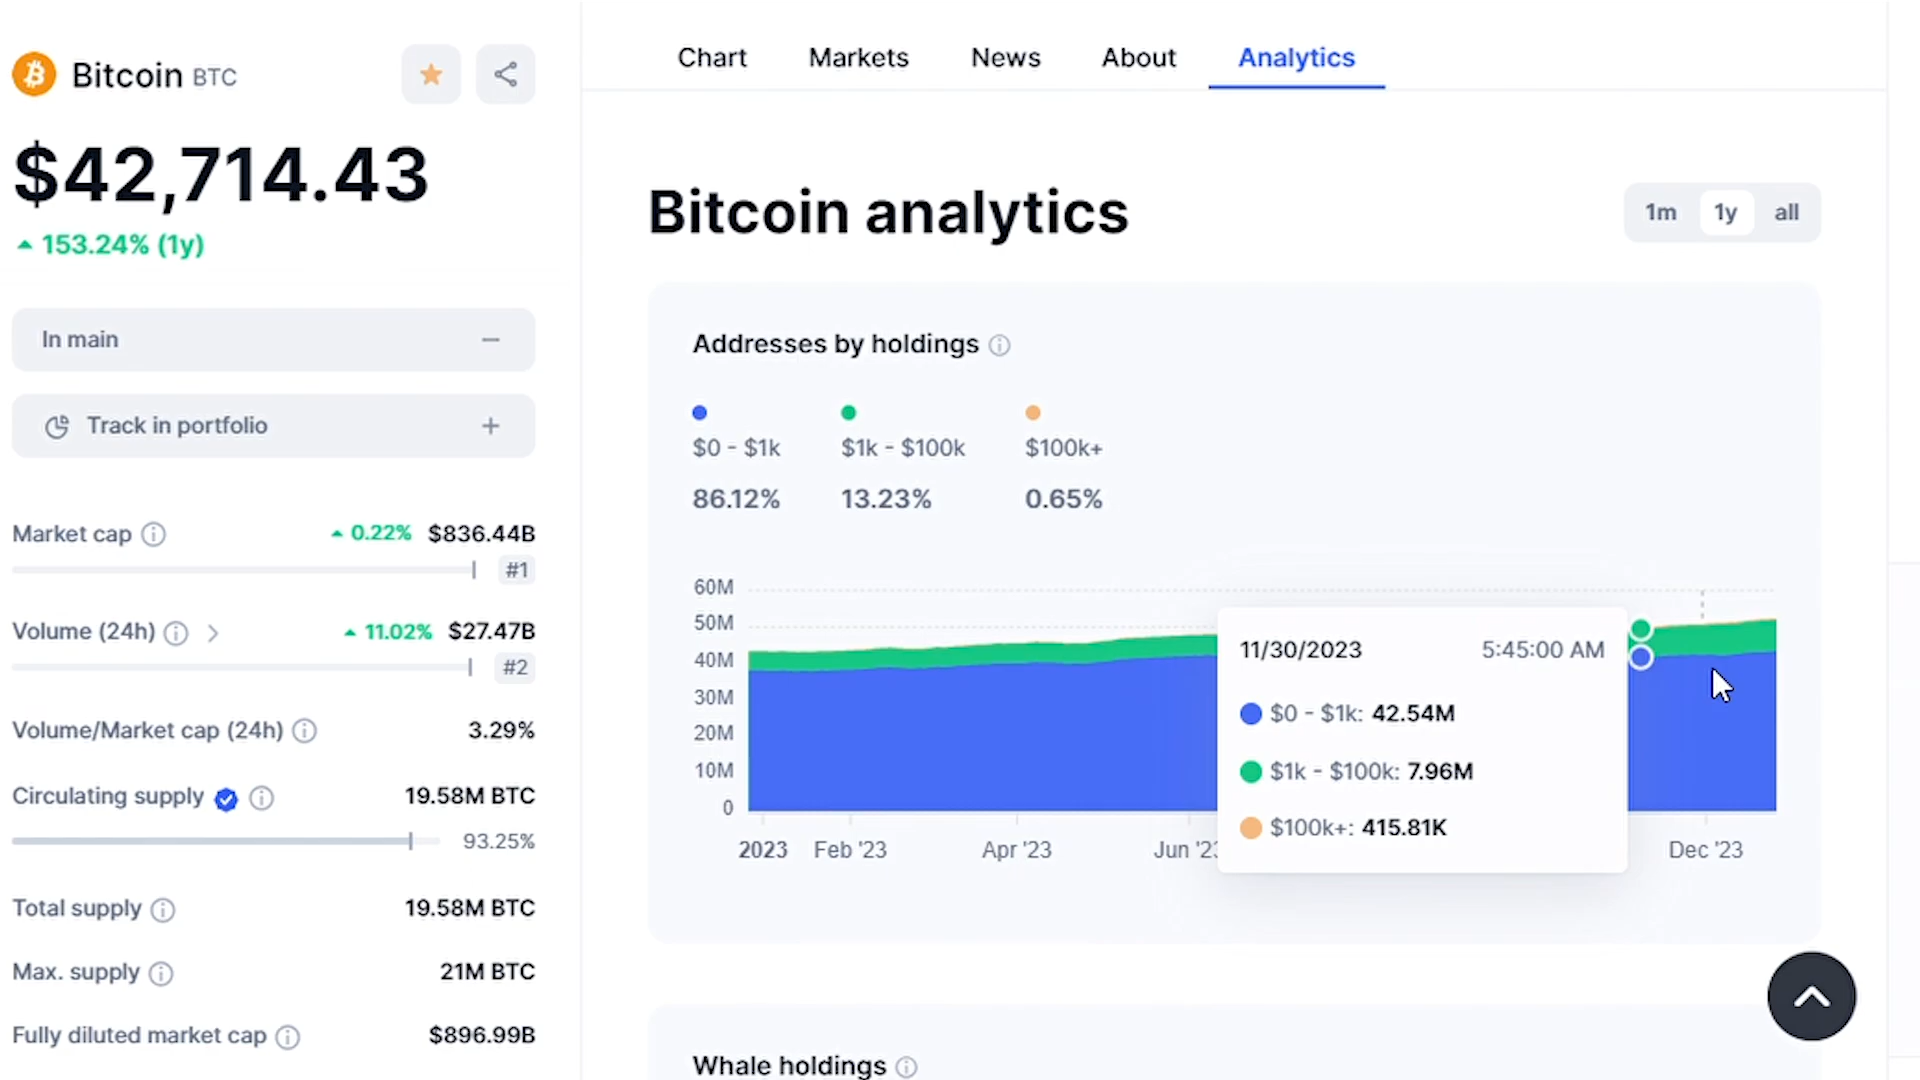 Bitcoin BTC
$42,714.43
153.24% (1y)
In main
Track in portfolio
Market cap 0.22% $836.44B
#1
Volume (24h) 11.02% $27.47B
#2
Volume/Market cap (24h) 3.29%
Circulating supply 19.58M BTC
93.25%
Total supply 19.58M BTC
Max. supply 21M BTC
Fully diluted market cap $896.99B
Chart Markets News About Analytics
Bitcoin analytics
1m 1y all
Addresses by holdings
$0 - $1k $1k - $100k $100k+
86.12% 13.23% 0.65%
60M
50M
40M
30M
20M
10M
0
2023 Feb '23 Apr '23 Jun '23 Dec '23
11/30/2023 5:45:00 AM
$0 - $1k: 42.54M
$1k - $100k: 7.96M
$100k+: 415.81K
Whale holdings